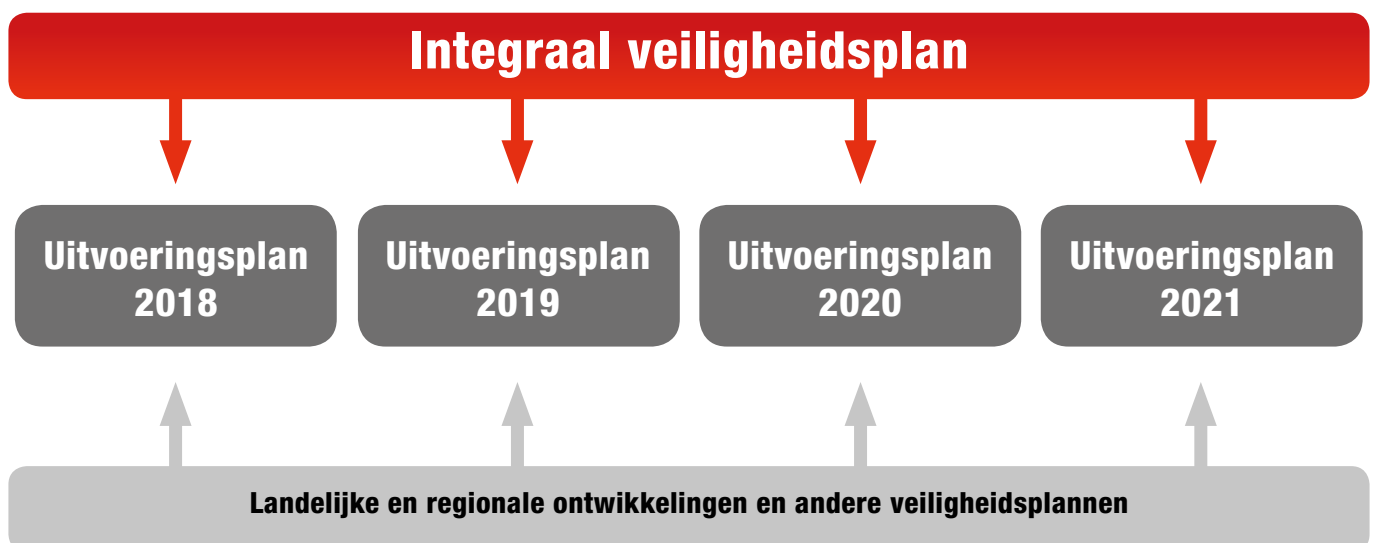 Integraal veiligheidsplan
Uitvoeringsplan
2018
Uitvoeringsplan
2019
Uitvoeringsplan
2020
Uitvoeringsplan
2021
Landelijke en regionale ontwikkelingen en andere veiligheidsplannen